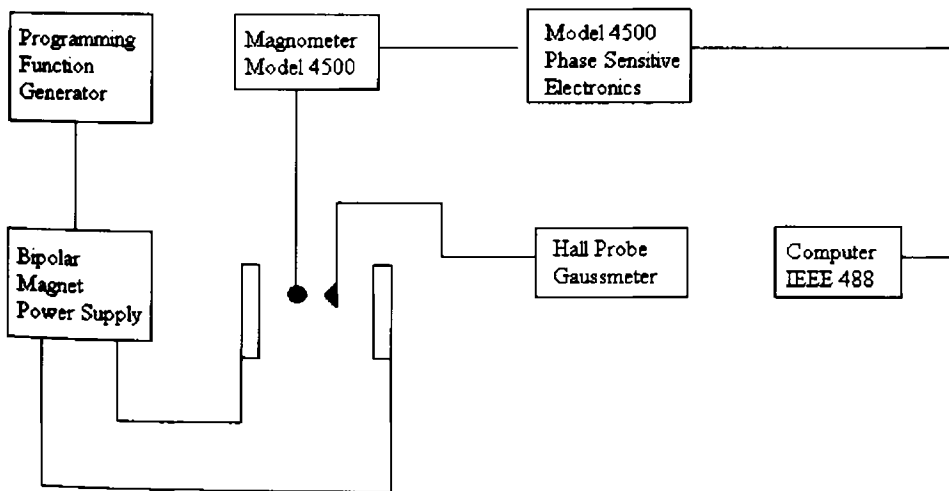 Programming
Function
Generator
Magnometer
Model 4500
Model 4500
Phase Sensitive
Electronics
Bipolar
Magnet
Power Supply
Hall Probe
Gaussmeter
Computer
IEEE 488